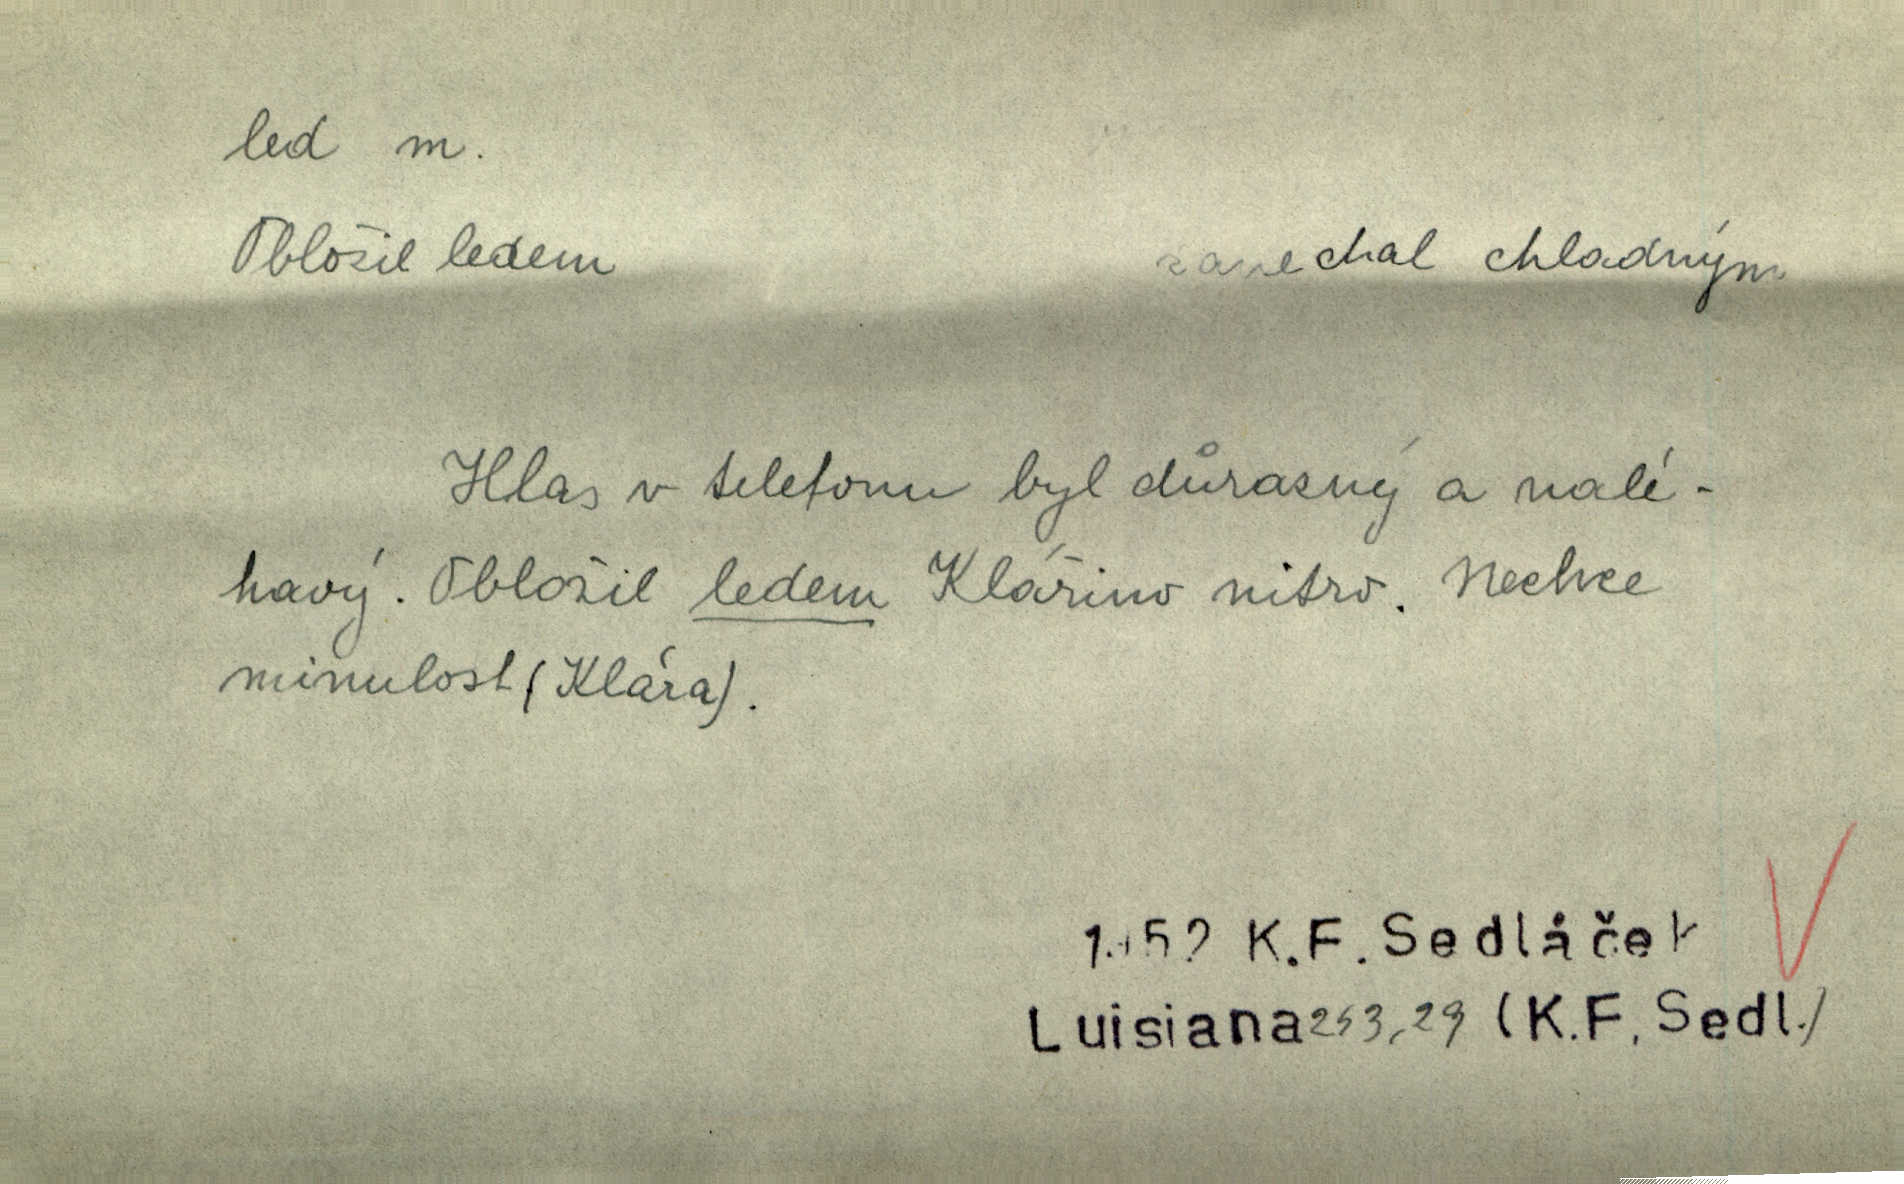 led m.
Obložil ledem zanechal chladným
Hlas v telefonu byl důrazný a nalé-
havý. Obložil ledem Klářino nitro. Nechce
minulost (Klára).
1952 K.F. Sedláček
Luisiana 253,29 (K.F. Sedl.)